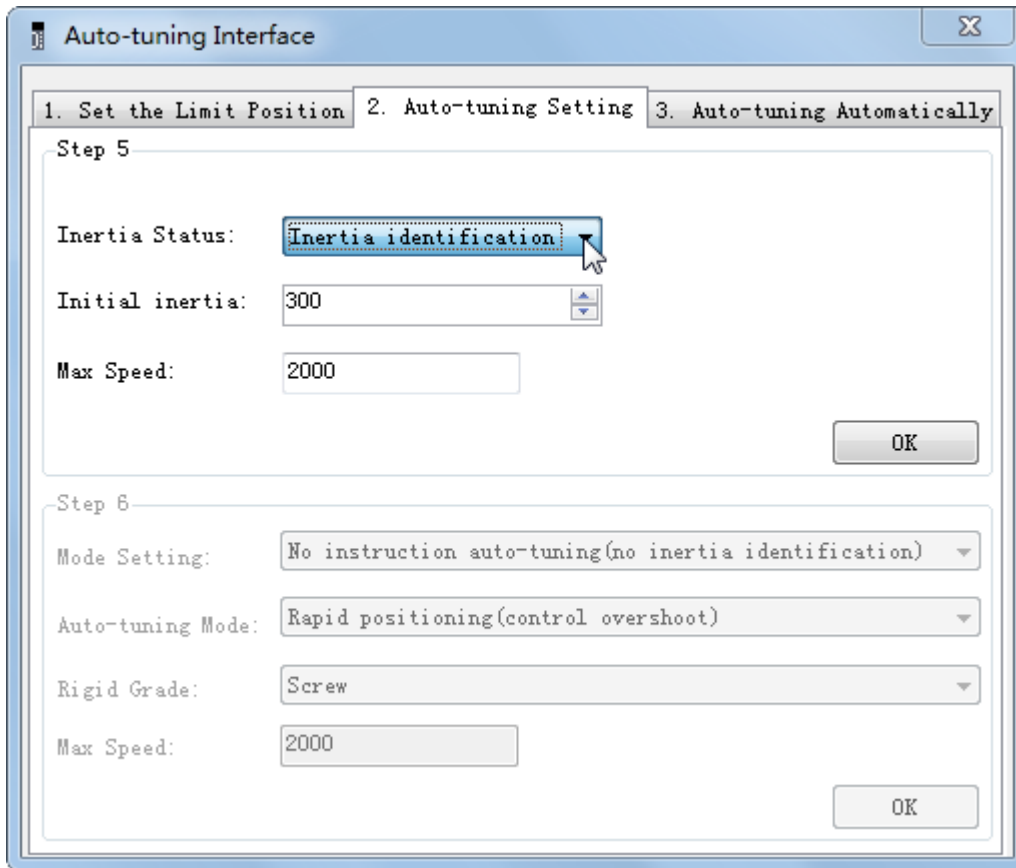 Auto-tuning Interface
1. Set the Limit Position 2. Auto-tuning Setting 3. Auto-tuning Automatically
Step 5
Inertia Status: Inertia identification
Initial inertia: 300
Max Speed: 2000
OK
Step 6
Mode Setting: No instruction auto-tuning(no inertia identification)
Auto-tuning Mode: Rapid positioning(control overshoot)
Rigid Grade: Screw
Max Speed: 2000
OK